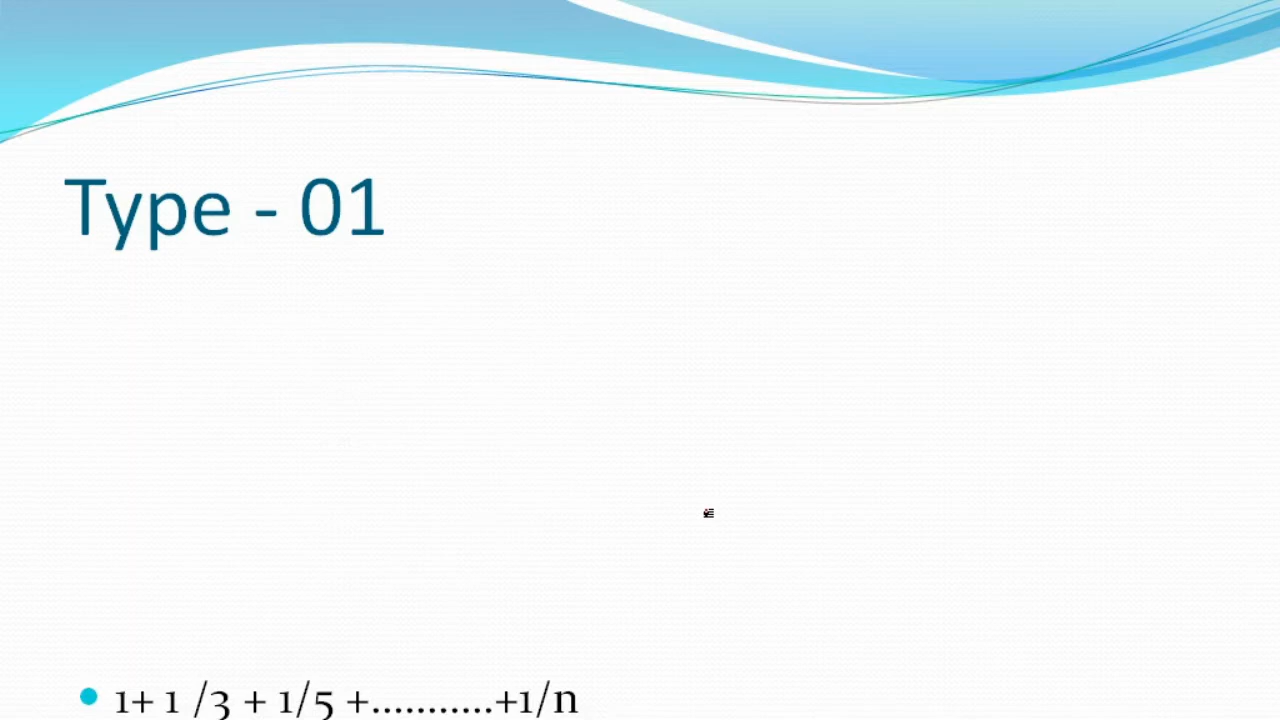 Type - 01
1+ 1 /3 + 1/5 +...........+1/n